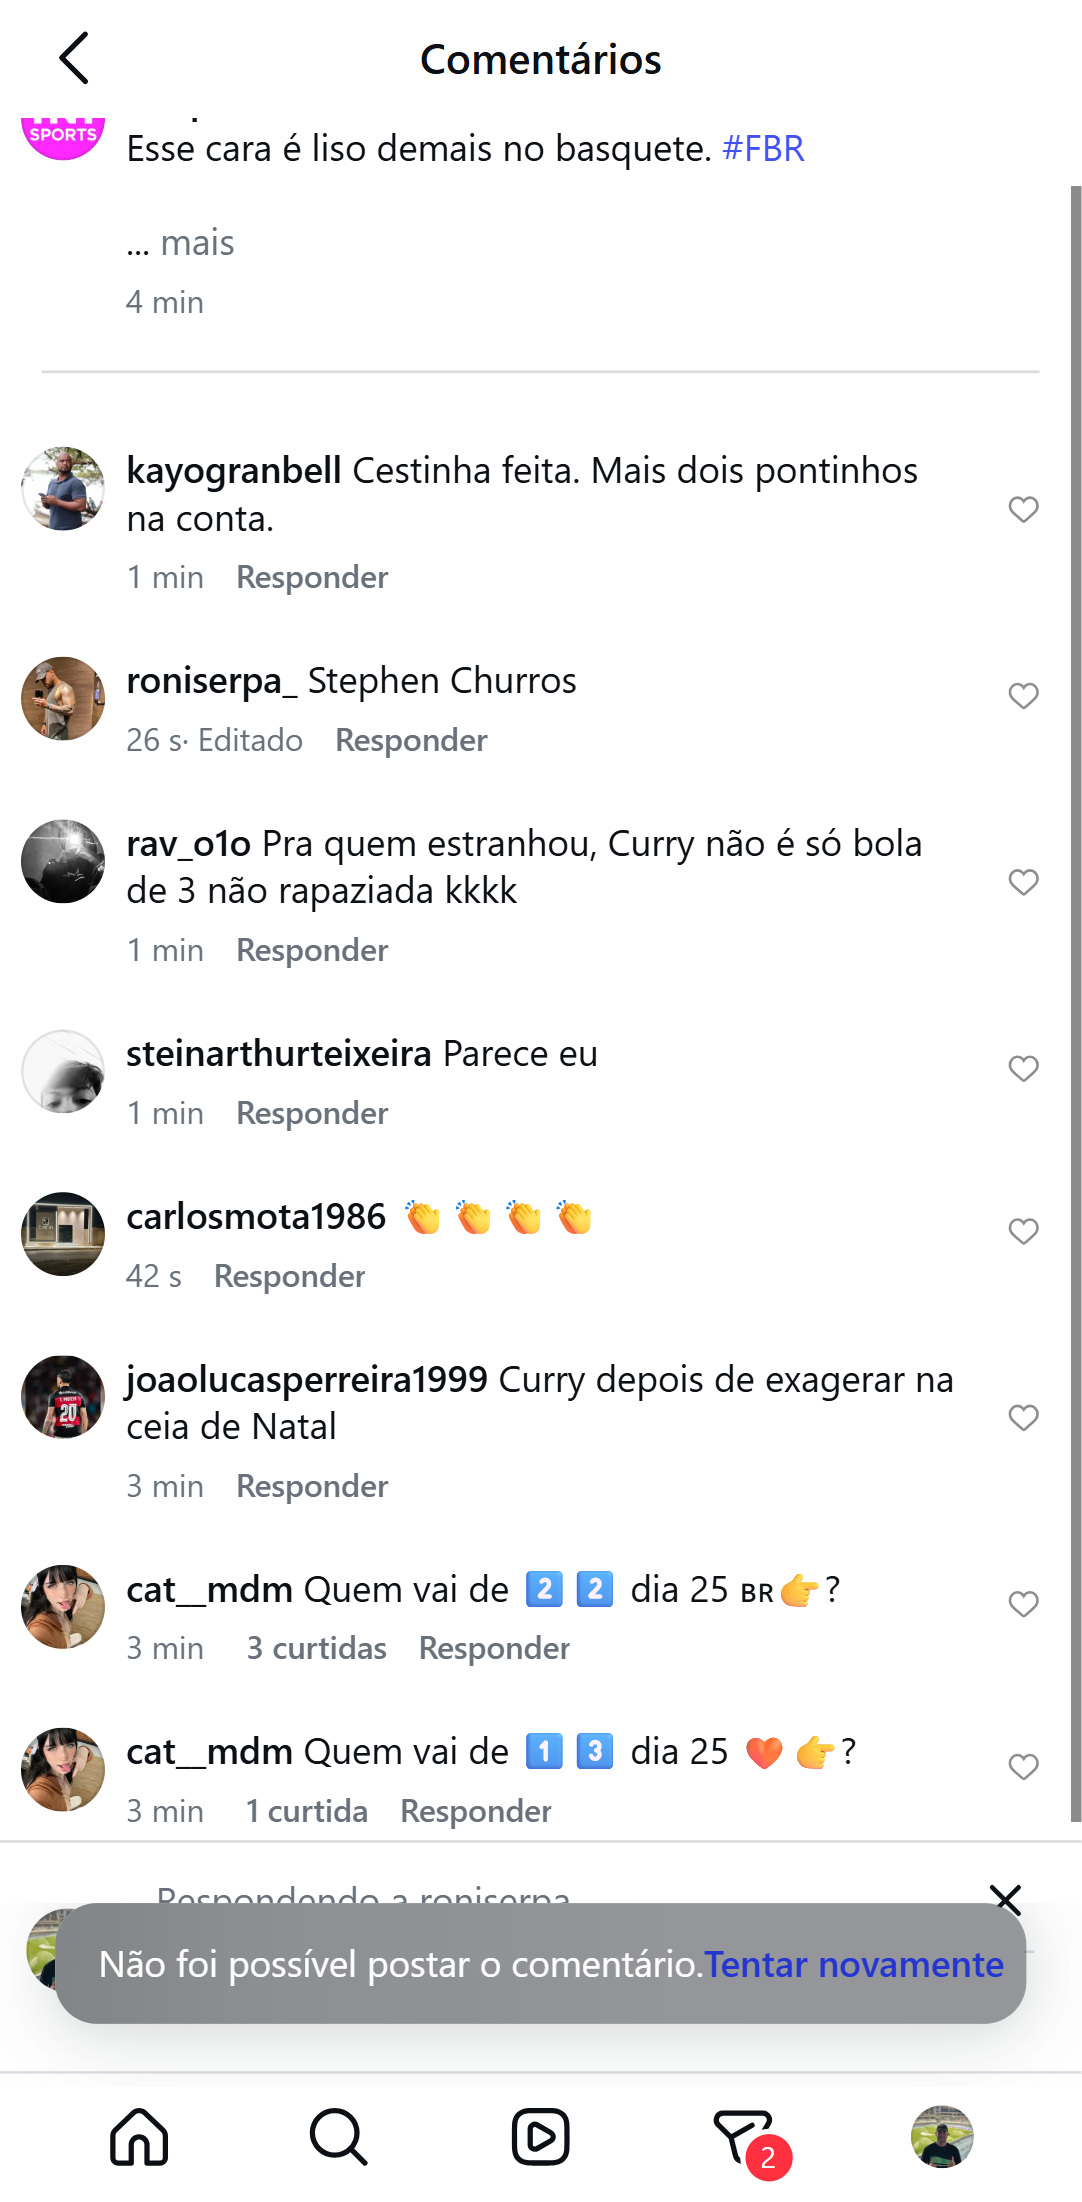 Comentários
SPORTS
Esse cara é liso demais no basquete. #FBR
... mais
4 min
kayogranbell Cestinha feita. Mais dois pontinhos
na conta.
1 min Responder
roniserpa_ Stephen Churros
26 s· Editado Responder
rav_o1o Pra quem estranhou, Curry não é só bola
de 3 não rapaziada kkkk
1 min Responder
steinarthurteixeira Parece eu
1 min Responder
carlosmota1986 👏 👏 👏 👏
42 s Responder
joaolucasperreira1999 Curry depois de exagerar na
ceia de Natal
3 min Responder
cat__mdm Quem vai de 2️⃣ 2️⃣ dia 25 ʙʀ👉?
3 min 3 curtidas Responder
cat__mdm Quem vai de 1️⃣ 3️⃣ dia 25 ❤️ 👉?
3 min 1 curtida Responder
Respondendo a roniserpa_
Não foi possível postar o comentário. Tentar novamente
2